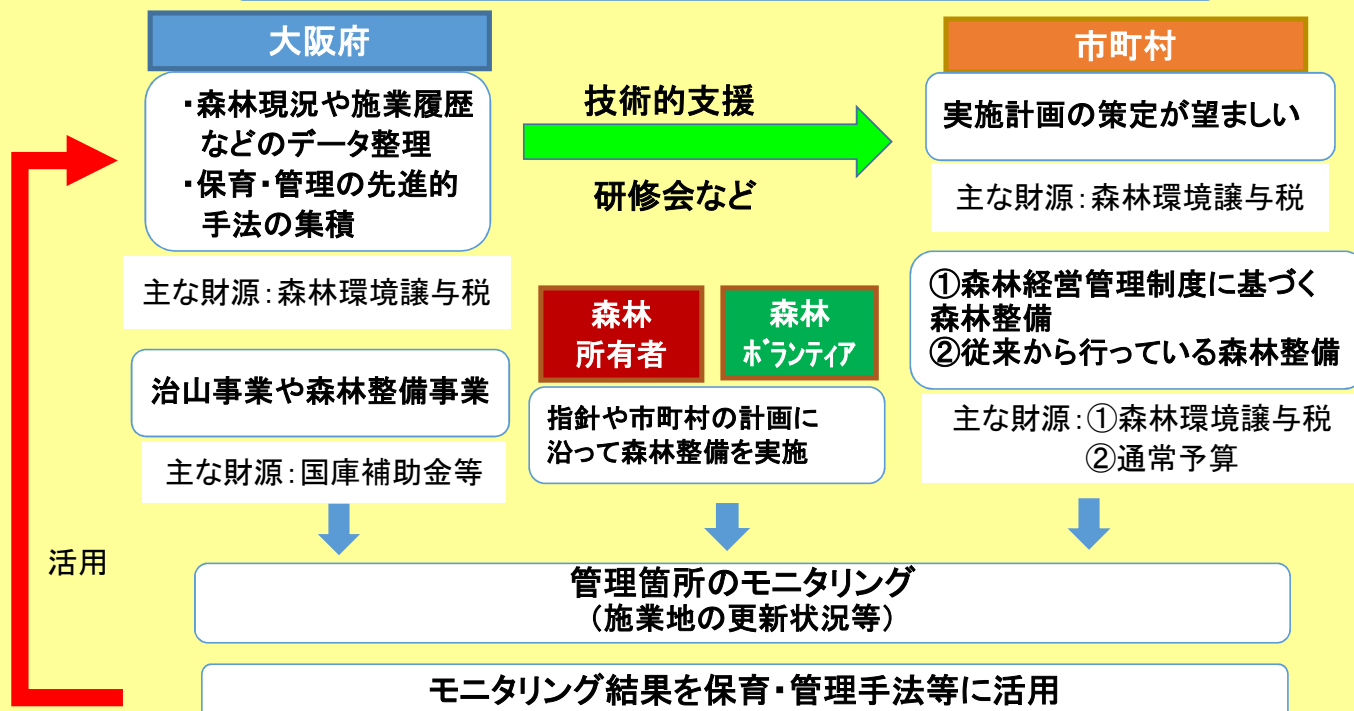 大阪府
・森林現況や施業履歴
などのデータ整理
・保育・管理の先進的
手法の集積
主な財源：森林環境譲与税
治山事業や森林整備事業
主な財源：国庫補助金等
技術的支援
研修会など
森林
所有者
森林
ﾎﾞﾗﾝﾃｨｱ
指針や市町村の計画に
沿って森林整備を実施
市町村
実施計画の策定が望ましい
主な財源：森林環境譲与税
①森林経営管理制度に基づく
森林整備
②従来から行っている森林整備
主な財源：①森林環境譲与税
②通常予算
活用
管理箇所のモニタリング
（施業地の更新状況等）
モニタリング結果を保育・管理手法等に活用